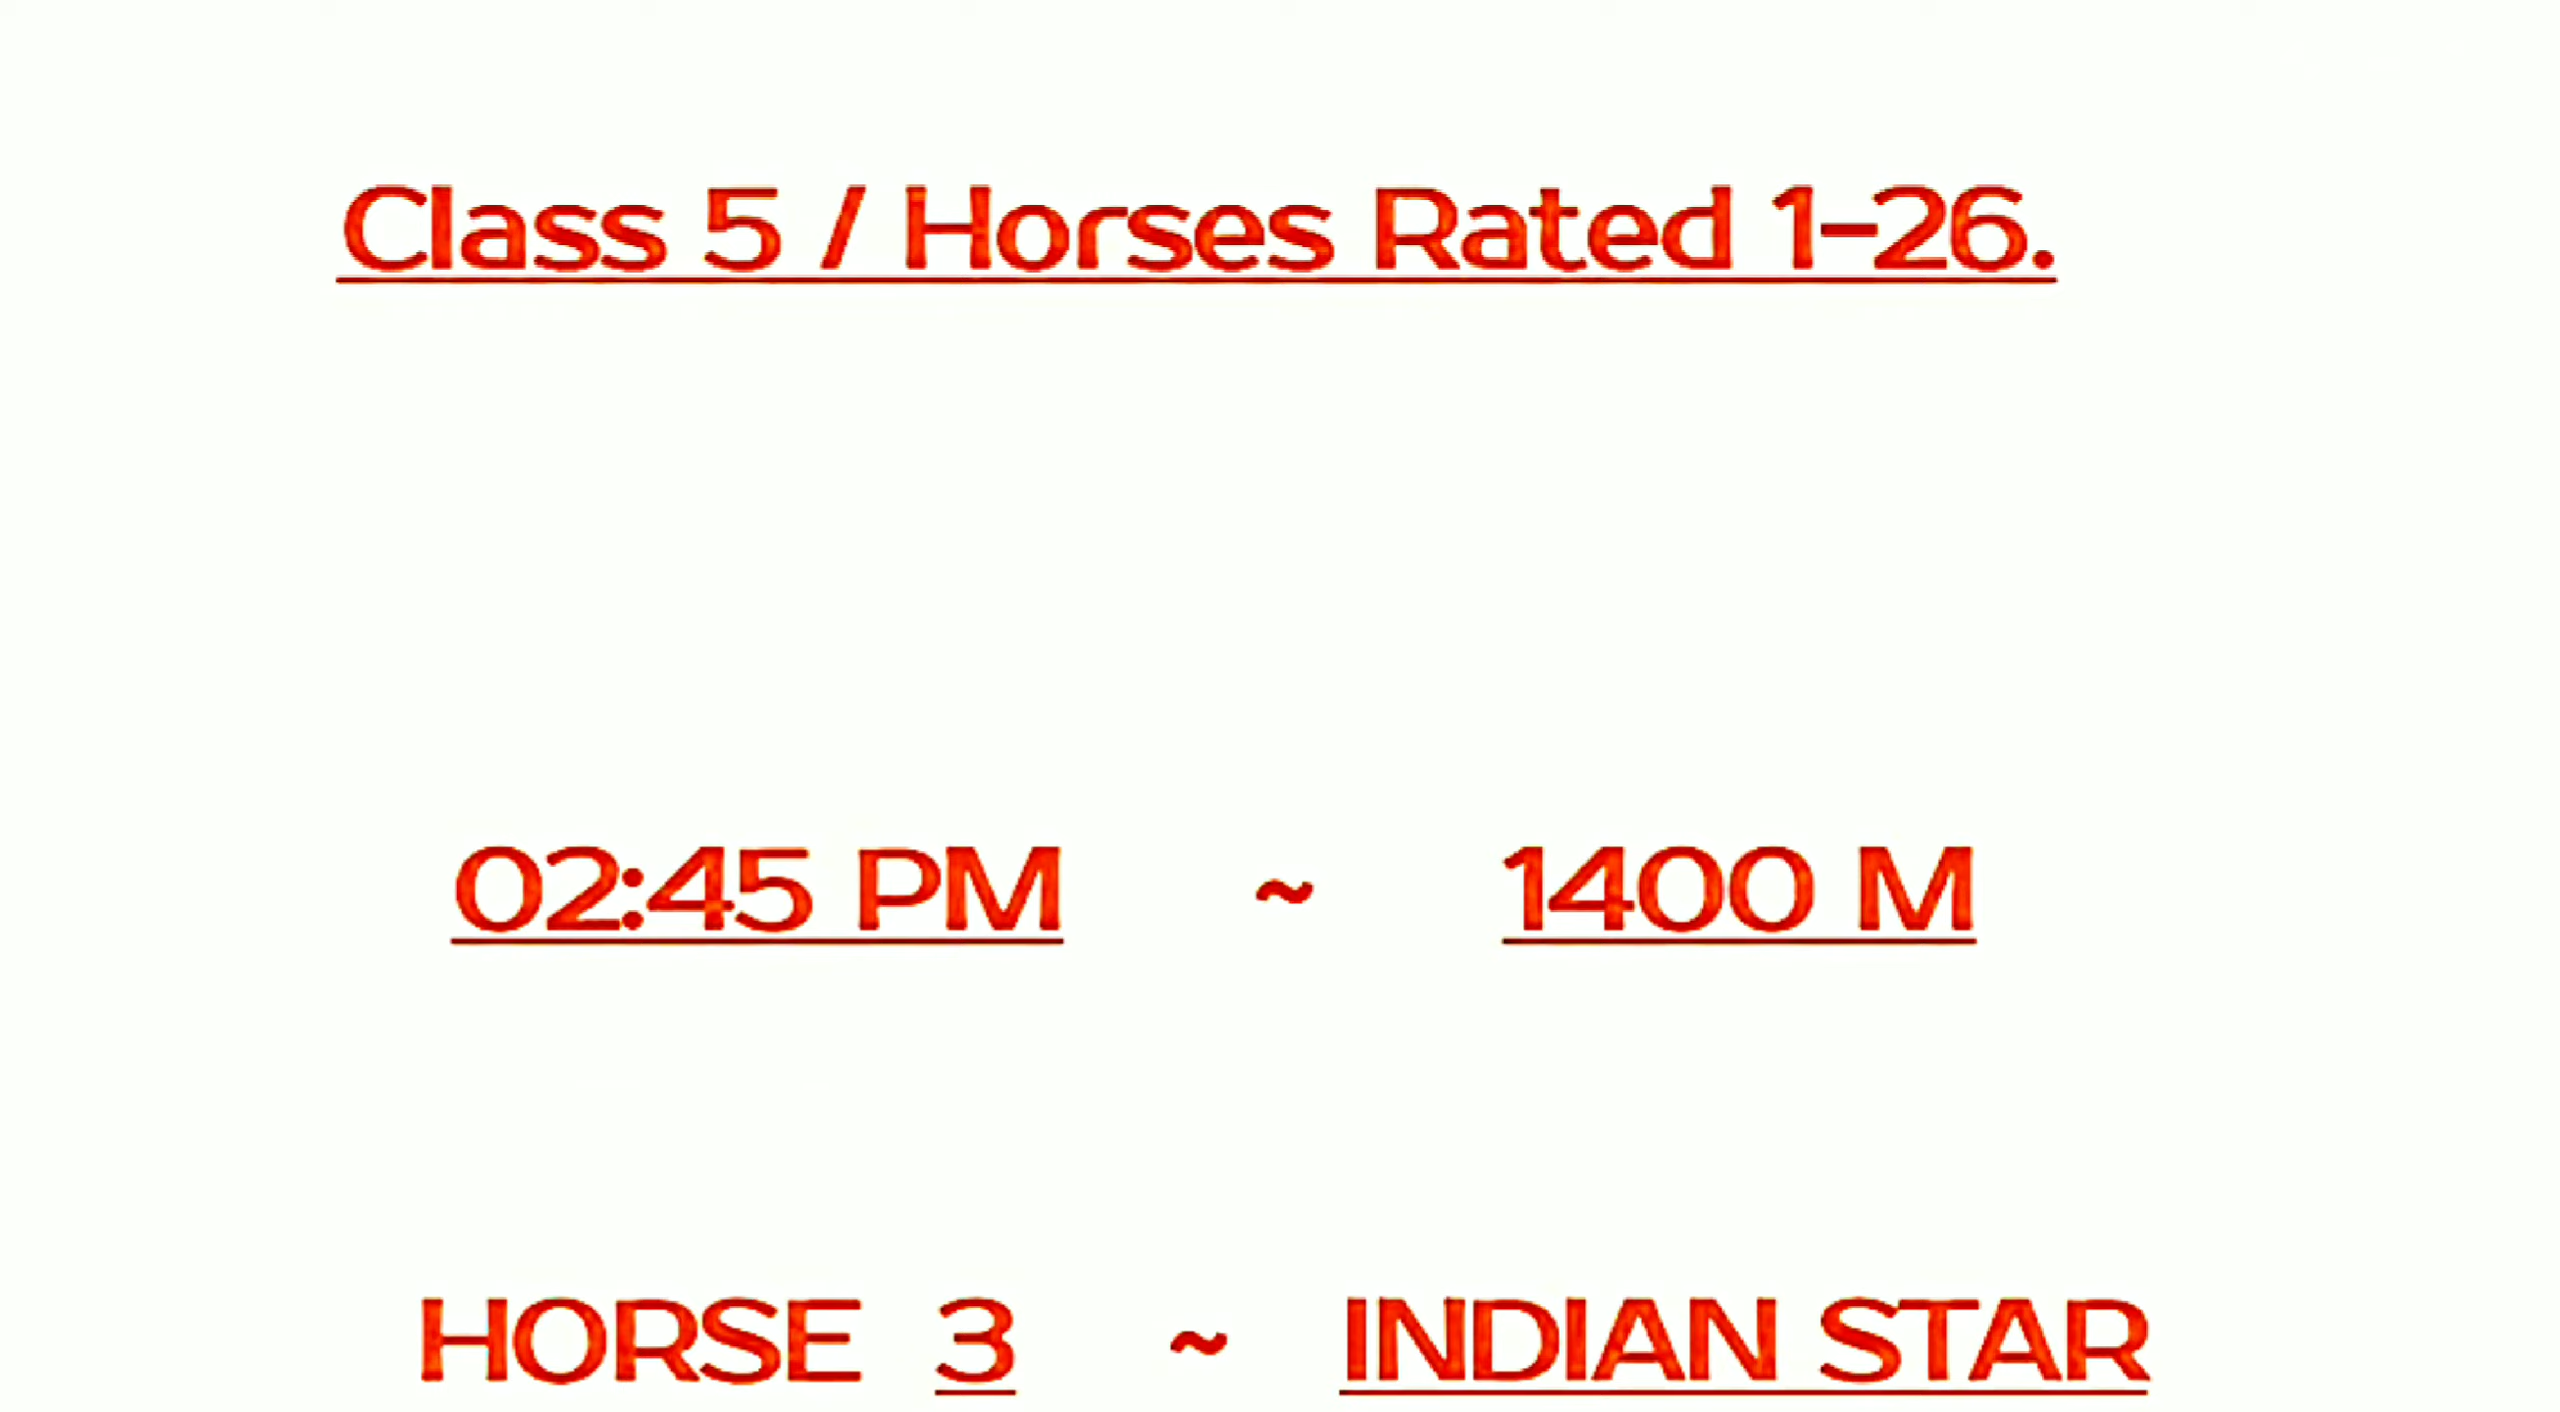 Class 5 / Horses Rated 1-26.
02:45 PM ~ 1400 M
HORSE 3 ~ INDIAN STAR